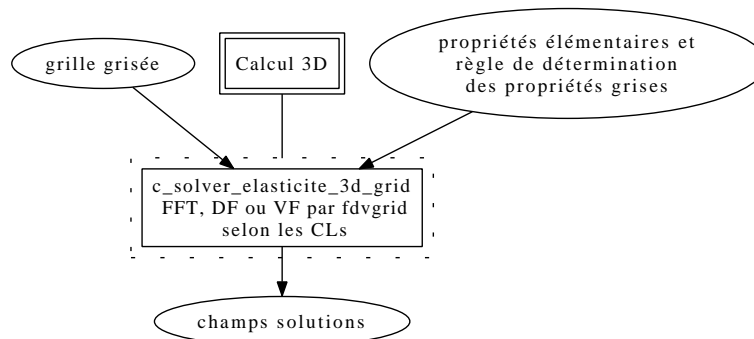 grille grisée
Calcul 3D
propriétés élémentaires et
règle de détermination
des propriétés grises
c_solver_elasticite_3d_grid
FFT, DF ou VF par fdvgrid
selon les CLs
champs solutions